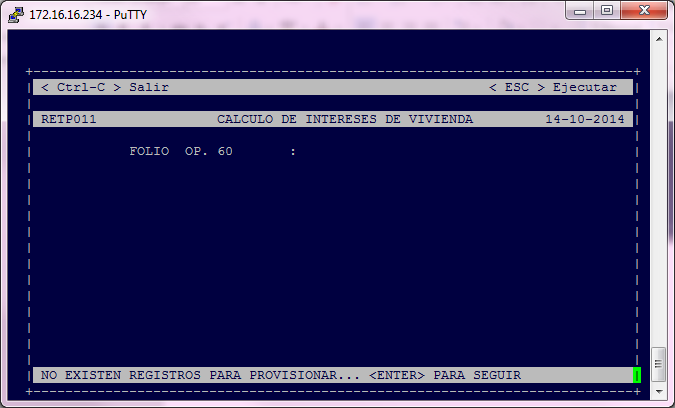 172.16.16.234 - PuTTY
< Ctrl-C > Salir < ESC > Ejecutar
RETP011 CALCULO DE INTERESES DE VIVIENDA 14-10-2014
FOLIO OP. 60 :
NO EXISTEN REGISTROS PARA PROVISIONAR... <ENTER> PARA SEGUIR